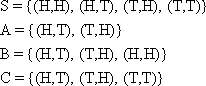 S = {(H,H), (H,T), (T,H), (T,T)}
A = {(H,T), (T,H)}
B = {(H,T), (T,H), (H,H)}
C = {(H,T), (T,H), (T,T)}